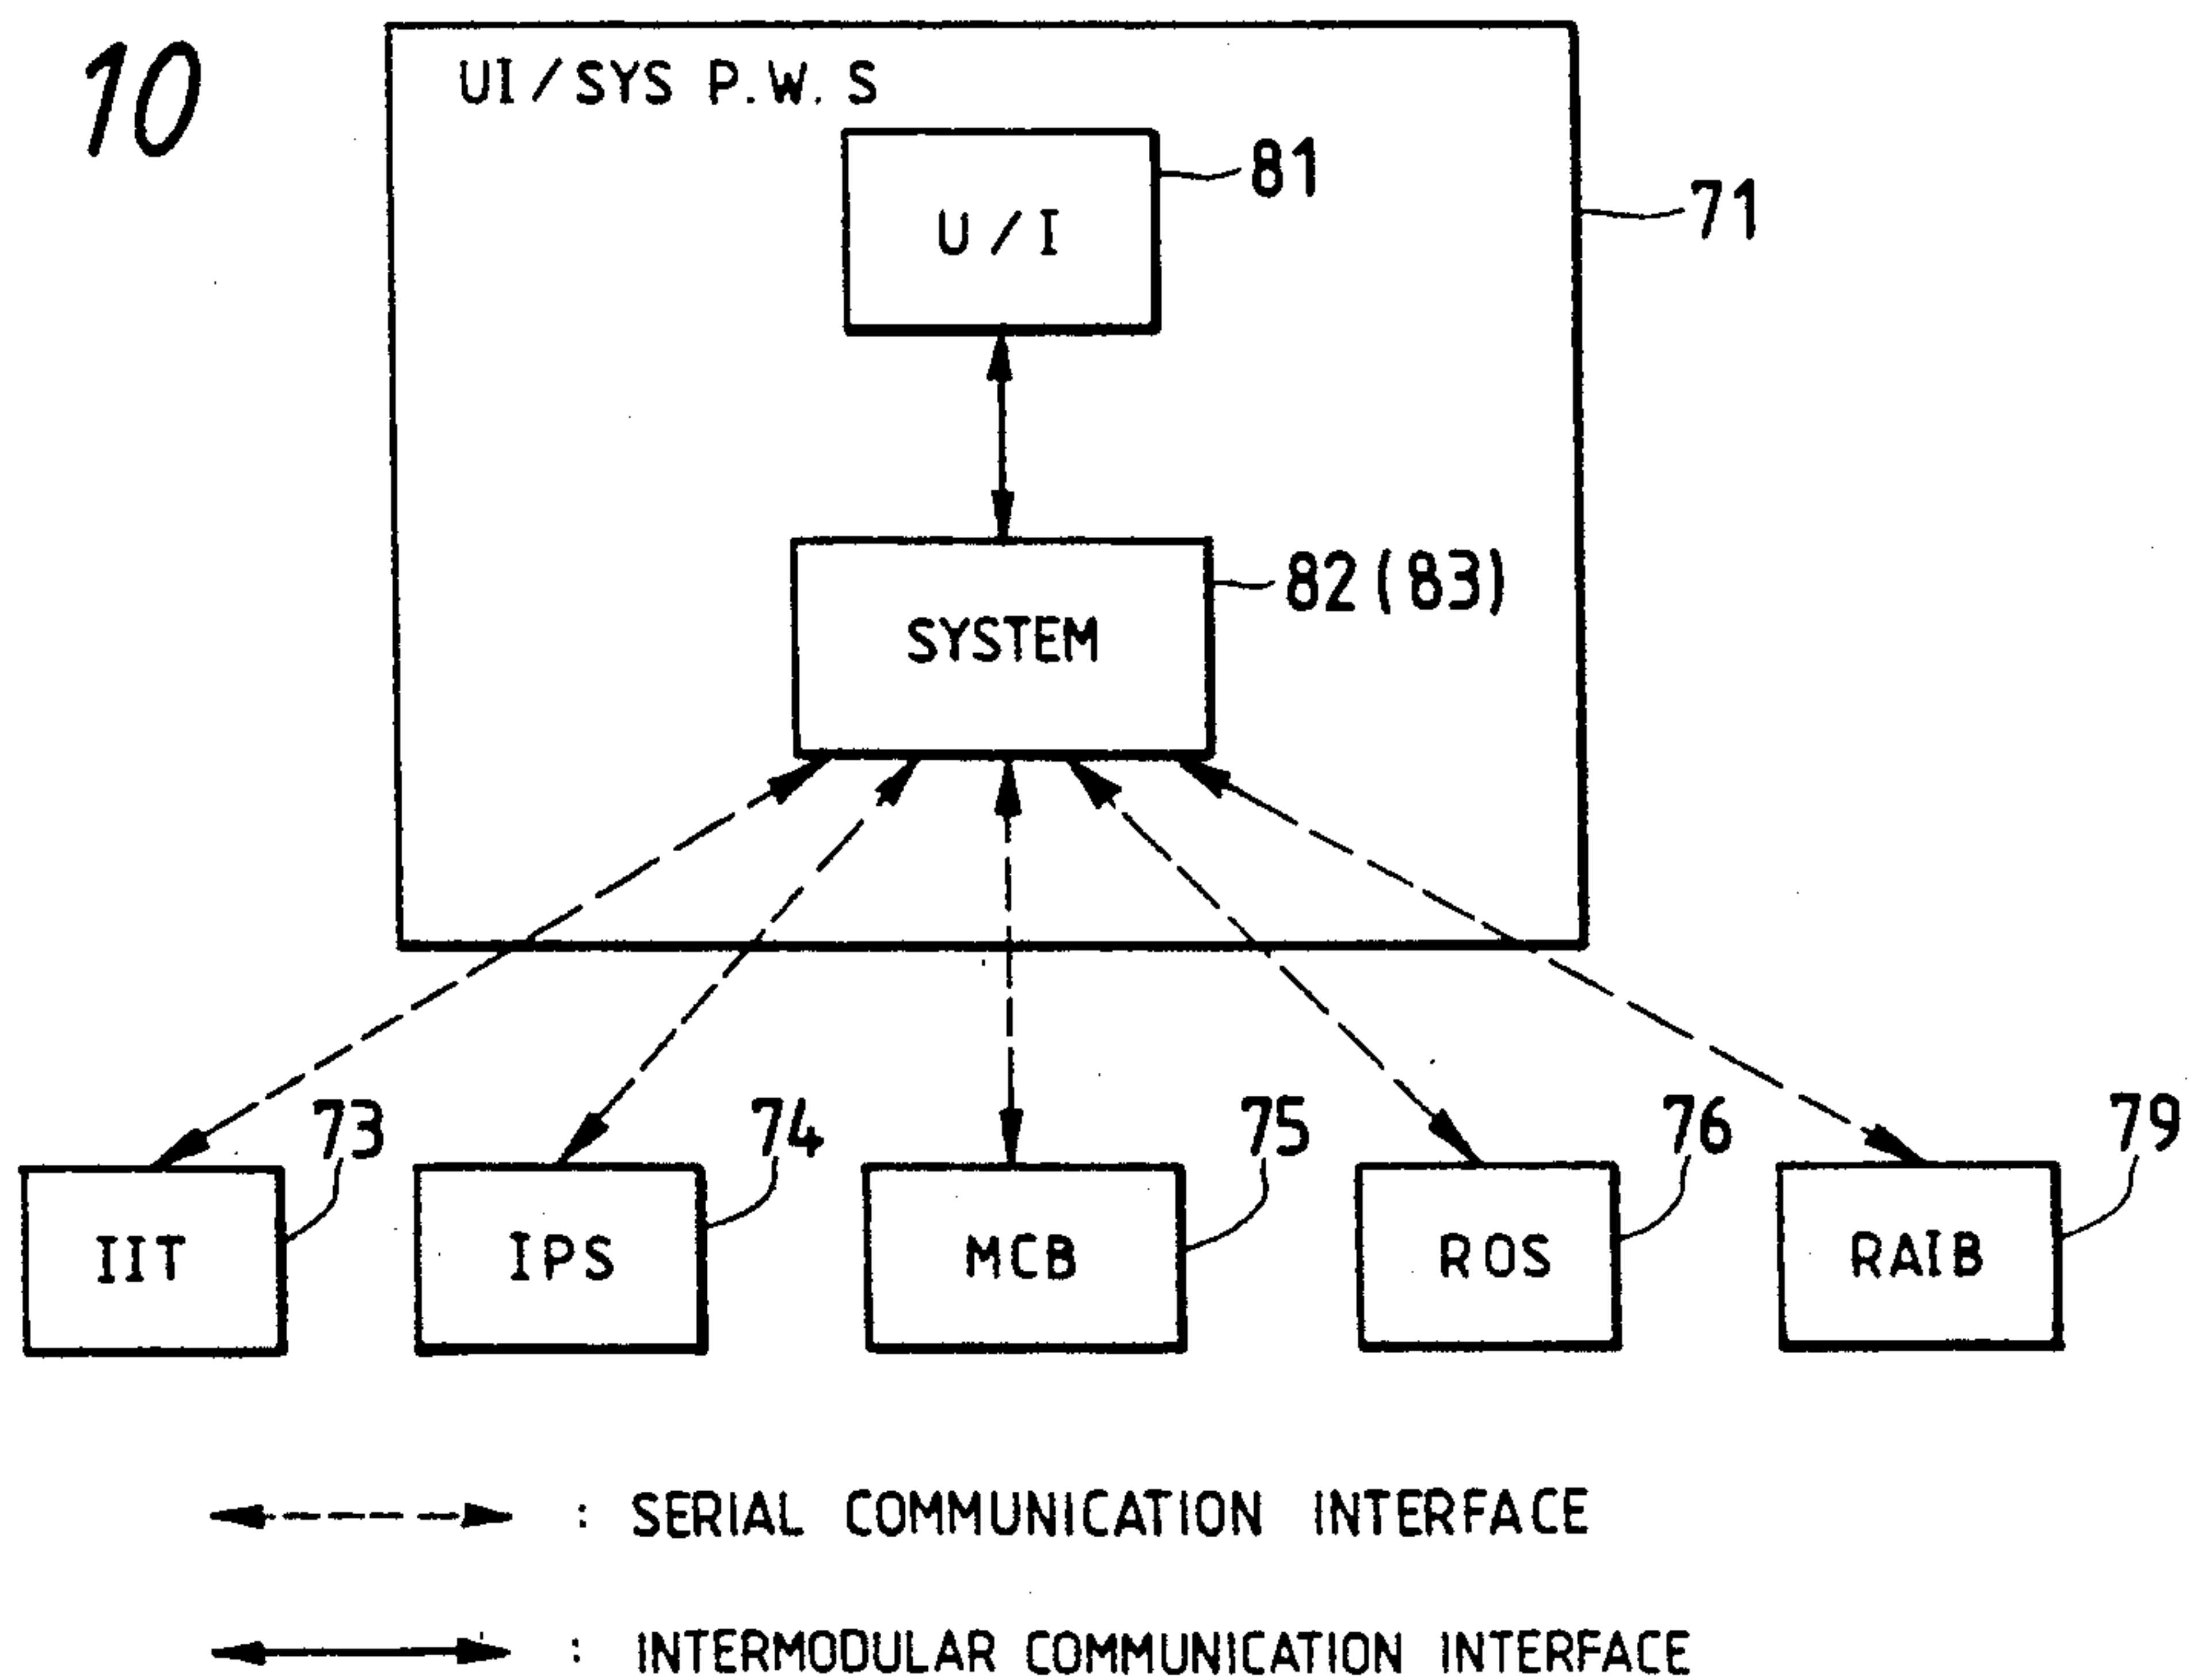 10
UI/SYS P.W.S
81
U/I
71
82(83)
SYSTEM
73
74
75
76
79
IIT
IPS
MCB
ROS
RAIB
: SERIAL COMMUNICATION INTERFACE
: INTERMODULAR COMMUNICATION INTERFACE